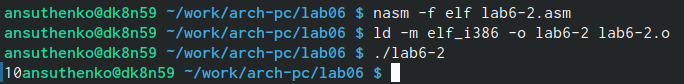 ansuthenko@dk8n59 ~/work/arch-pc/lab06 $ nasm -f elf lab6-2.asm
ansuthenko@dk8n59 ~/work/arch-pc/lab06 $ ld -m elf_i386 -o lab6-2 lab6-2.o
ansuthenko@dk8n59 ~/work/arch-pc/lab06 $ ./lab6-2
10ansuthenko@dk8n59 ~/work/arch-pc/lab06 $